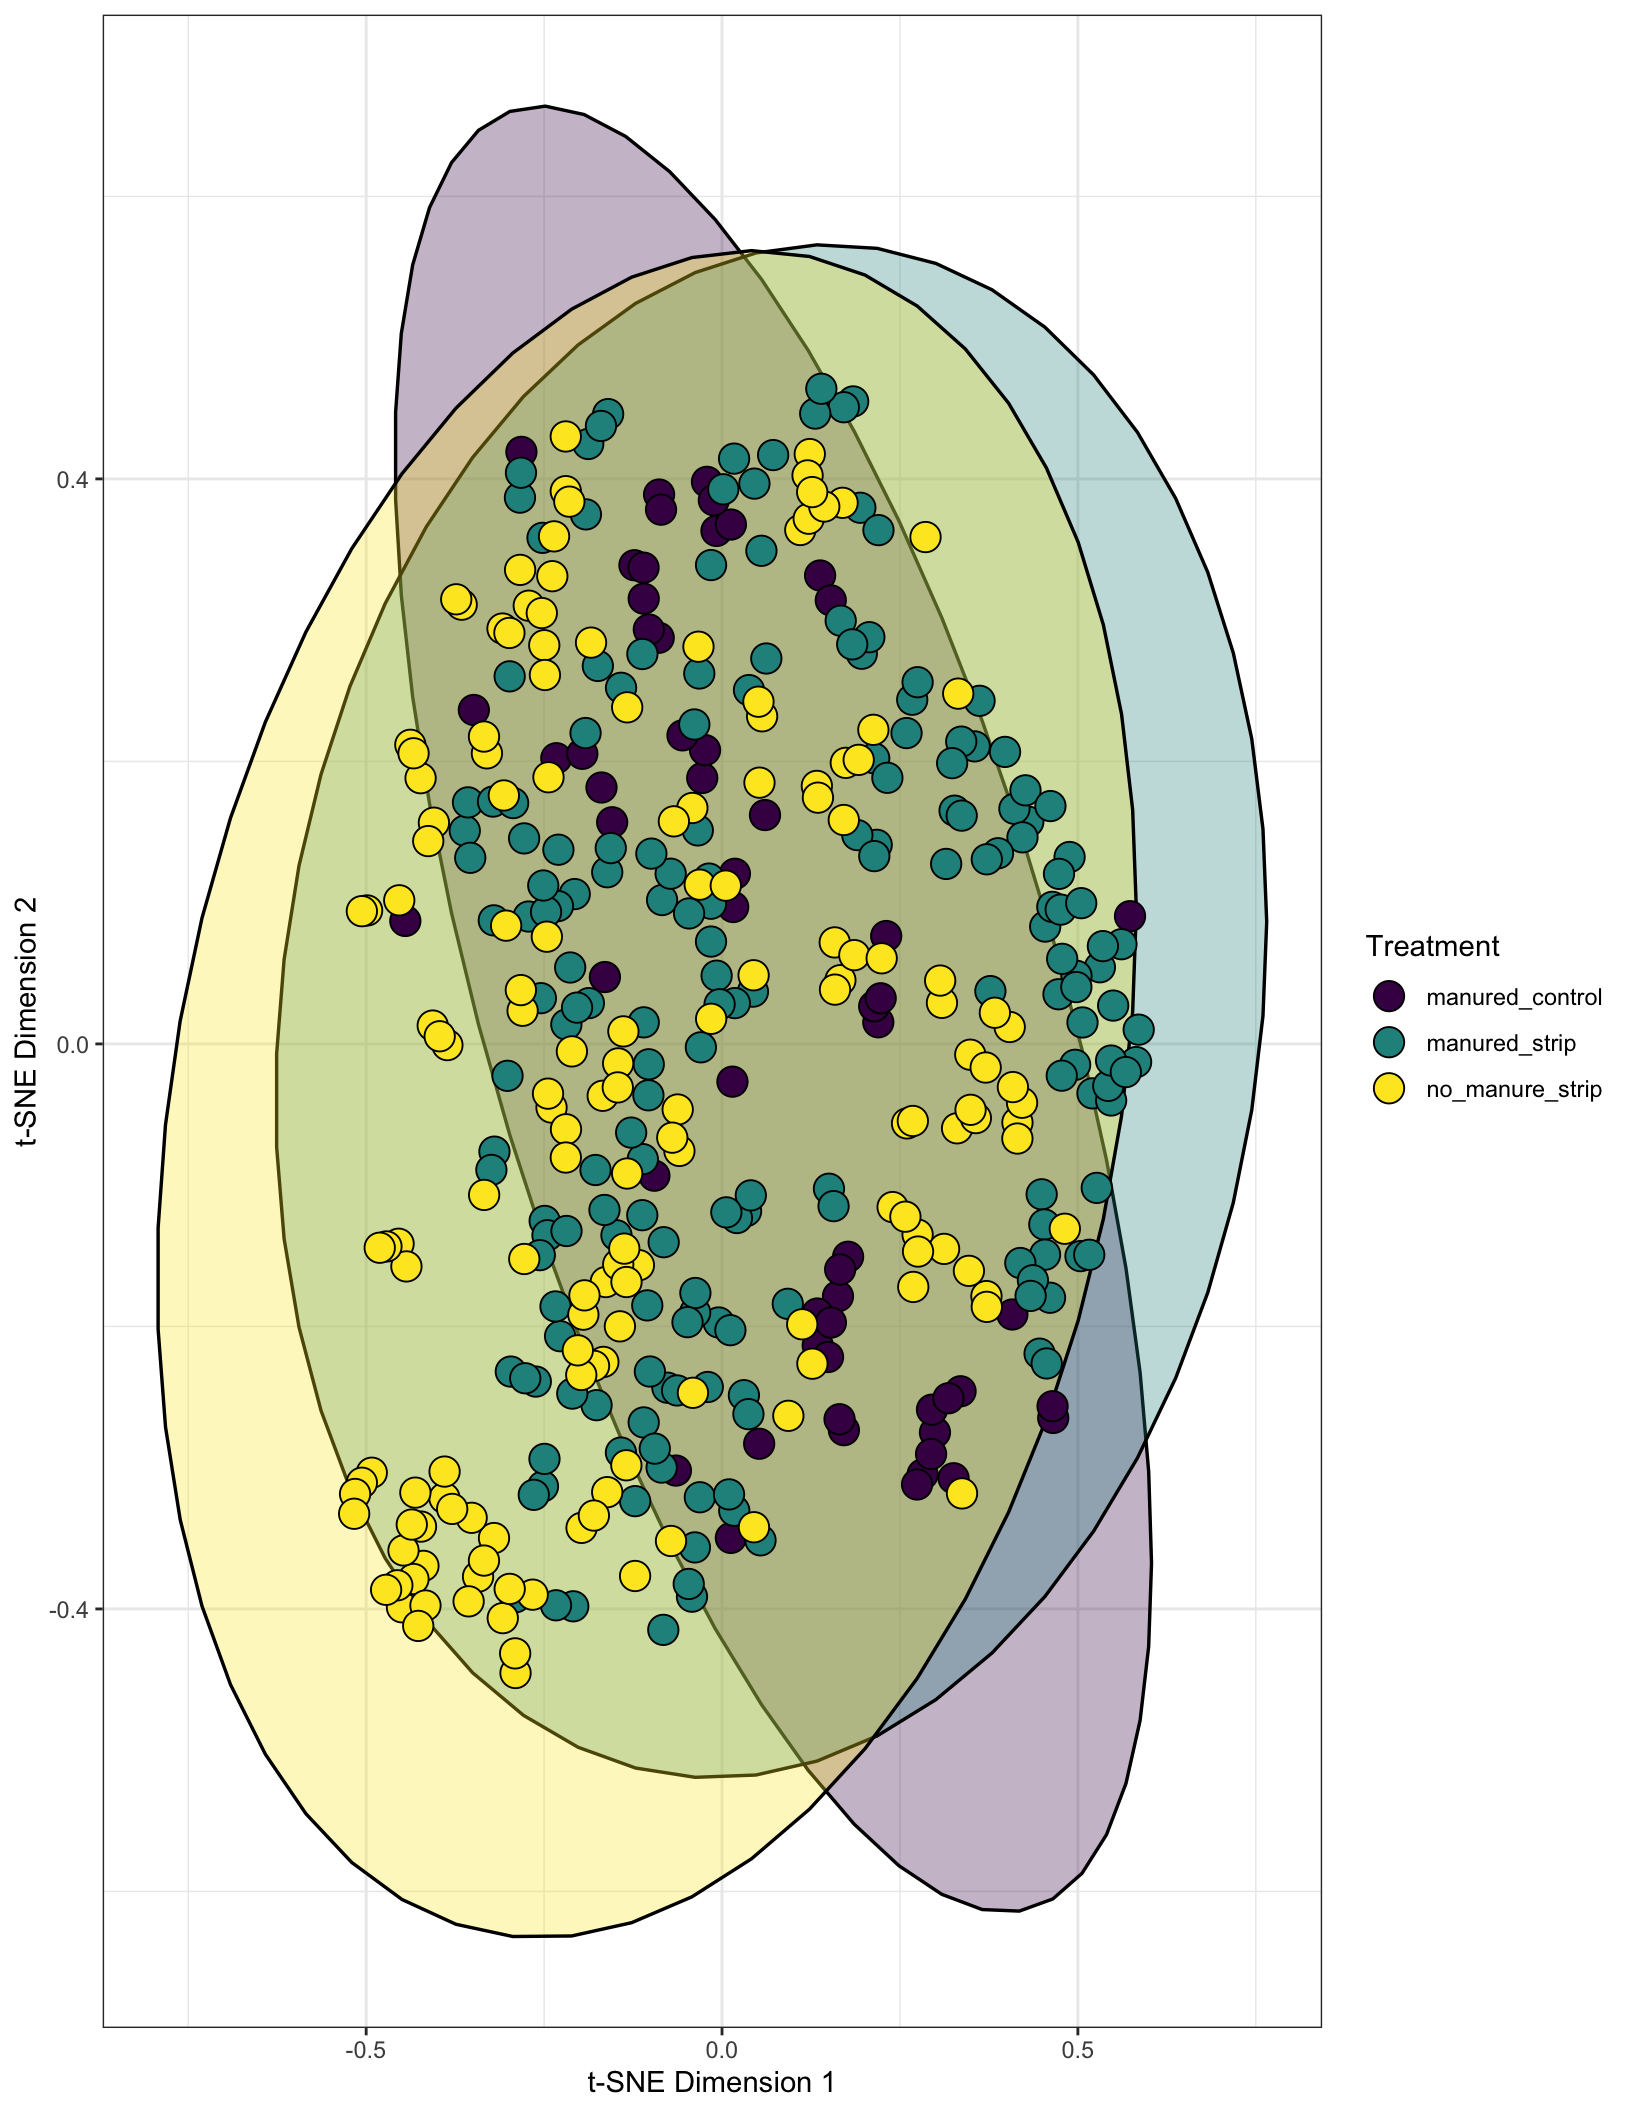 t-SNE Dimension 2
0.4
0.0
-0.4
-0.5
0.0
0.5
t-SNE Dimension 1
Treatment
manured_control
manured_strip
no_manure_strip